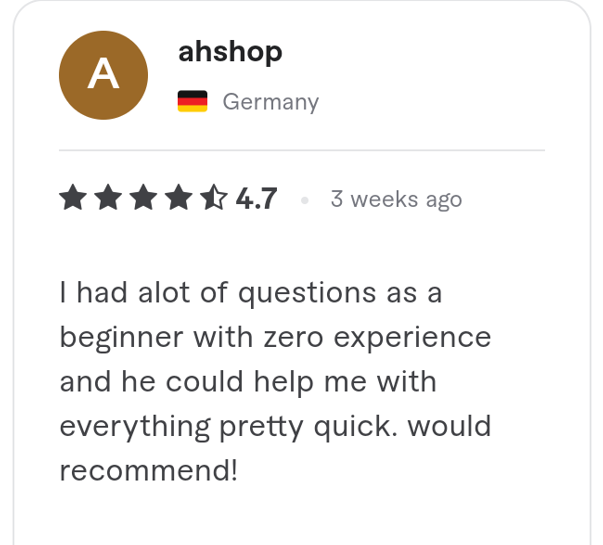 A
ahshop
Germany
4.7 • 3 weeks ago
I had alot of questions as a
beginner with zero experience
and he could help me with
everything pretty quick. would
recommend!